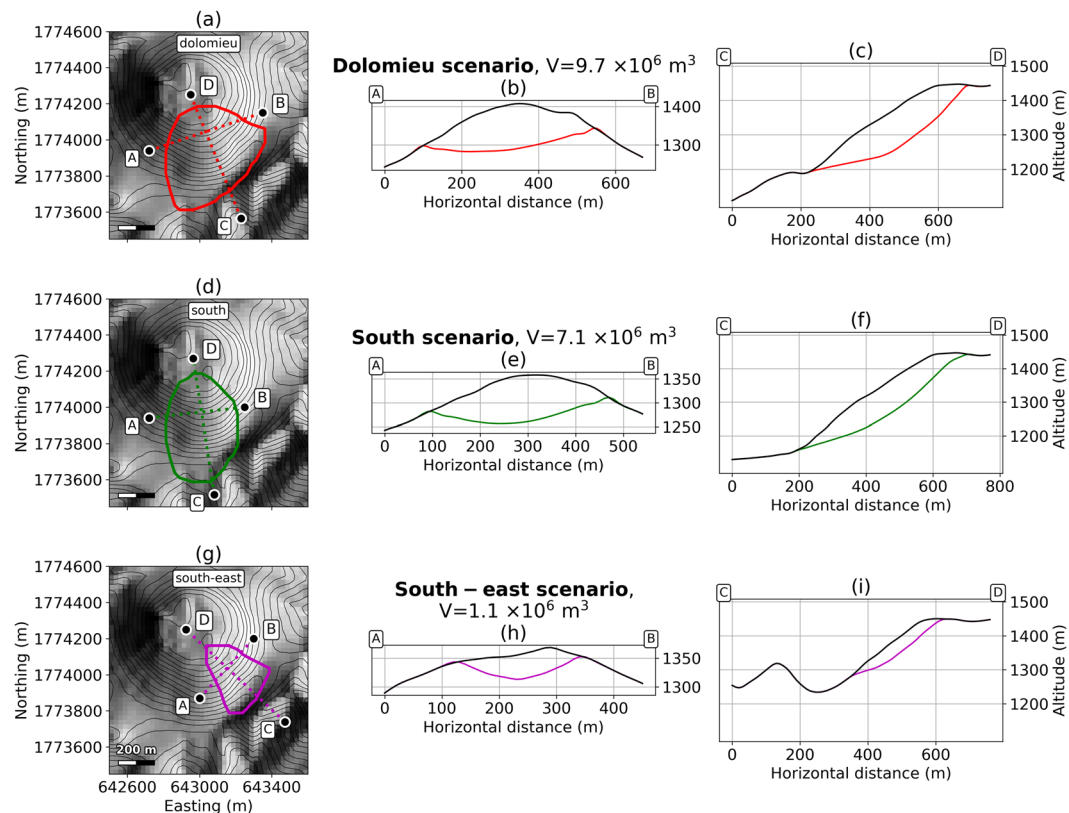 (a)
dolomieu
D
B
A
C
1774600
1774400
1774200
1774000
1773800
1773600
Northing (m)
Dolomieu scenario, V=9.7 ×10⁶ m³
(b)
A
B
1400
1300
0
200
400
600
Horizontal distance (m)
(c)
C
D
1500
1400
1300
1200
Altitude (m)
0
200
400
600
Horizontal distance (m)
(d)
south
D
B
A
C
1774600
1774400
1774200
1774000
1773800
1773600
Northing (m)
South scenario, V=7.1 ×10⁶ m³
(e)
A
B
1350
1300
1250
0
100
200
300
400
500
Horizontal distance (m)
(f)
C
D
1500
1400
1300
1200
Altitude (m)
0
200
400
600
800
Horizontal distance (m)
(g)
south-east
D
B
A
C
200 m
1774600
1774400
1774200
1774000
1773800
1773600
Northing (m)
642600
643000
643400
Easting (m)
South – east scenario,
V=1.1 ×10⁶ m³
(h)
A
B
1350
1300
0
100
200
300
400
Horizontal distance (m)
(i)
C
D
1500
1400
1300
1200
Altitude (m)
0
200
400
600
Horizontal distance (m)